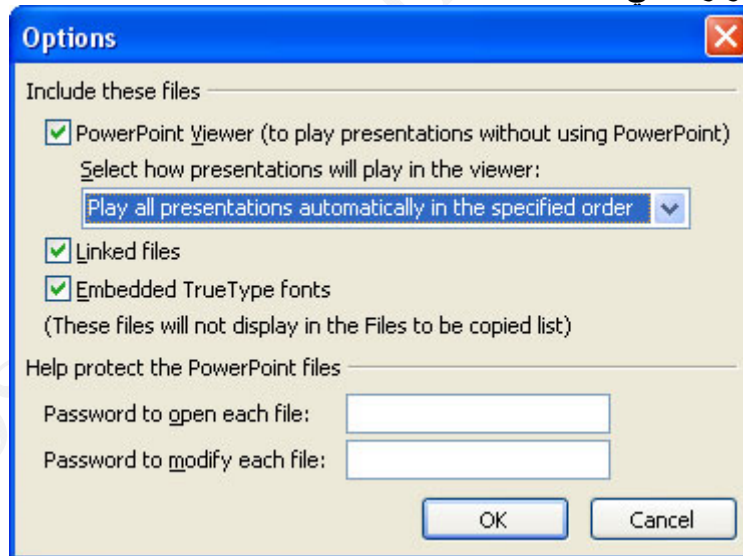 Options
Include these files
PowerPoint Viewer (to play presentations without using PowerPoint)
Select how presentations will play in the viewer:
Play all presentations automatically in the specified order
Linked files
Embedded TrueType fonts
(These files will not display in the Files to be copied list)
Help protect the PowerPoint files
Password to open each file:
Password to modify each file:
OK Cancel